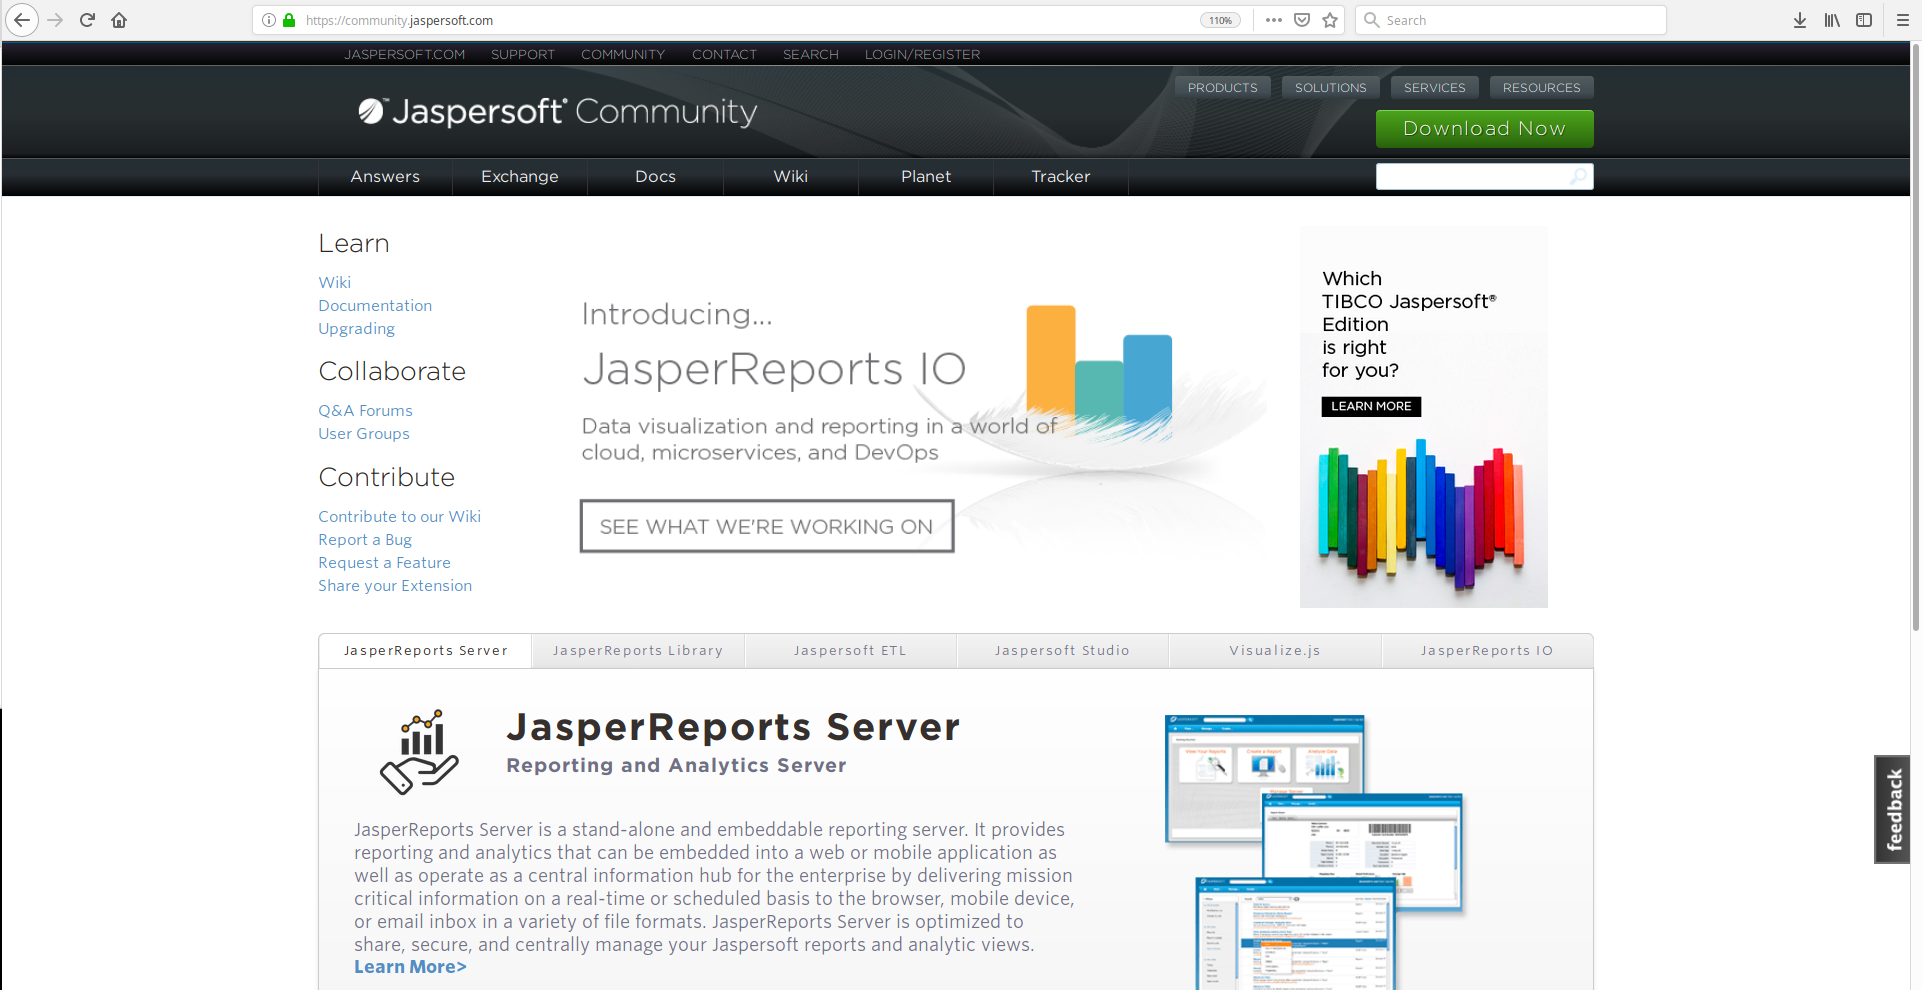 https://community.jaspersoft.com
110%
Search
JASPERSOFT.COM SUPPORT COMMUNITY CONTACT SEARCH LOGIN/REGISTER
PRODUCTS SOLUTIONS SERVICES RESOURCES
Jaspersoft® Community
Download Now
Answers Exchange Docs Wiki Planet Tracker
Learn
Wiki
Documentation
Upgrading
Collaborate
Q&A Forums
User Groups
Contribute
Contribute to our Wiki
Report a Bug
Request a Feature
Share your Extension
Introducing...
JasperReports IO
Data visualization and reporting in a world of
cloud, microservices, and DevOps
SEE WHAT WE'RE WORKING ON
Which
TIBCO Jaspersoft®
Edition
is right
for you?
LEARN MORE
JasperReports Server JasperReports Library Jaspersoft ETL Jaspersoft Studio Visualize.js JasperReports IO
JasperReports Server
Reporting and Analytics Server
JasperReports Server is a stand-alone and embeddable reporting server. It provides
reporting and analytics that can be embedded into a web or mobile application as
well as operate as a central information hub for the enterprise by delivering mission
critical information on a real-time or scheduled basis to the browser, mobile device,
or email inbox in a variety of file formats. JasperReports Server is optimized to
share, secure, and centrally manage your Jaspersoft reports and analytic views.
Learn More>
View Your Reports Create a Report Analyze Data
feedback